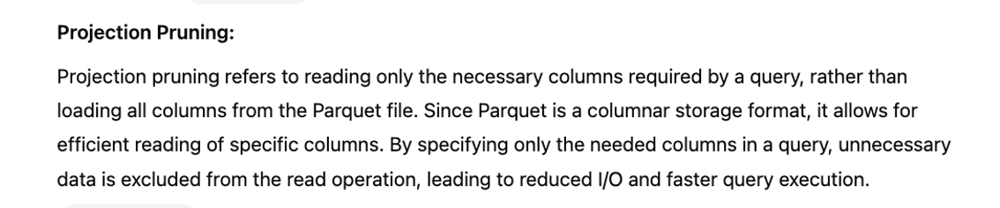 Projection Pruning:
Projection pruning refers to reading only the necessary columns required by a query, rather than
loading all columns from the Parquet file. Since Parquet is a columnar storage format, it allows for
efficient reading of specific columns. By specifying only the needed columns in a query, unnecessary
data is excluded from the read operation, leading to reduced I/O and faster query execution.